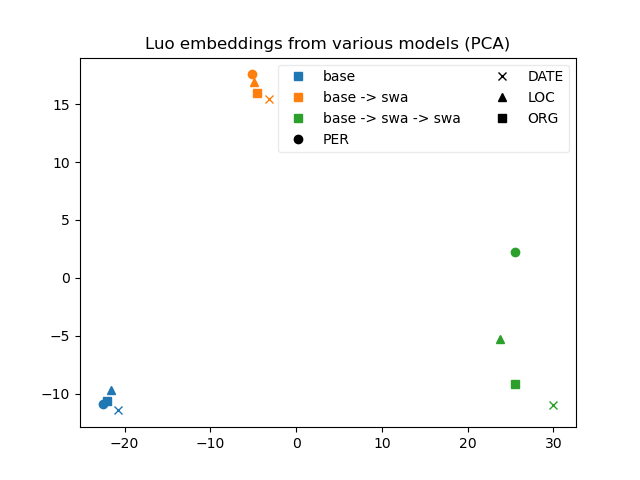 Luo embeddings from various models (PCA)
base
base -> swa
base -> swa -> swa
PER
DATE
LOC
ORG
15
10
5
0
−5
−10
−20
−10
0
10
20
30